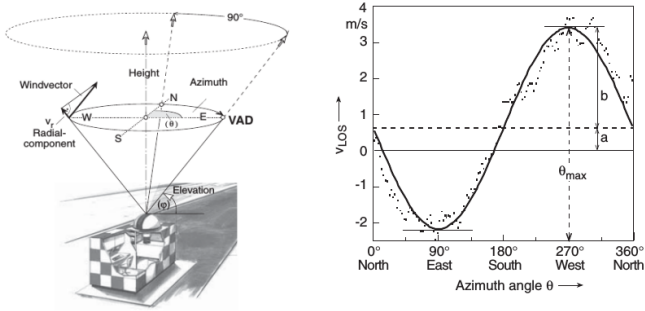 90°
Height
Azimuth
Windvector
N
W
(θ)
E
VAD
vr
Radial-
component
S
Elevation
(φ)
4
m/s
3
2
1
0
-1
-2
vLOS
b
a
θmax
0° 90° 180° 270° 360°
North East South West North
Azimuth angle θ